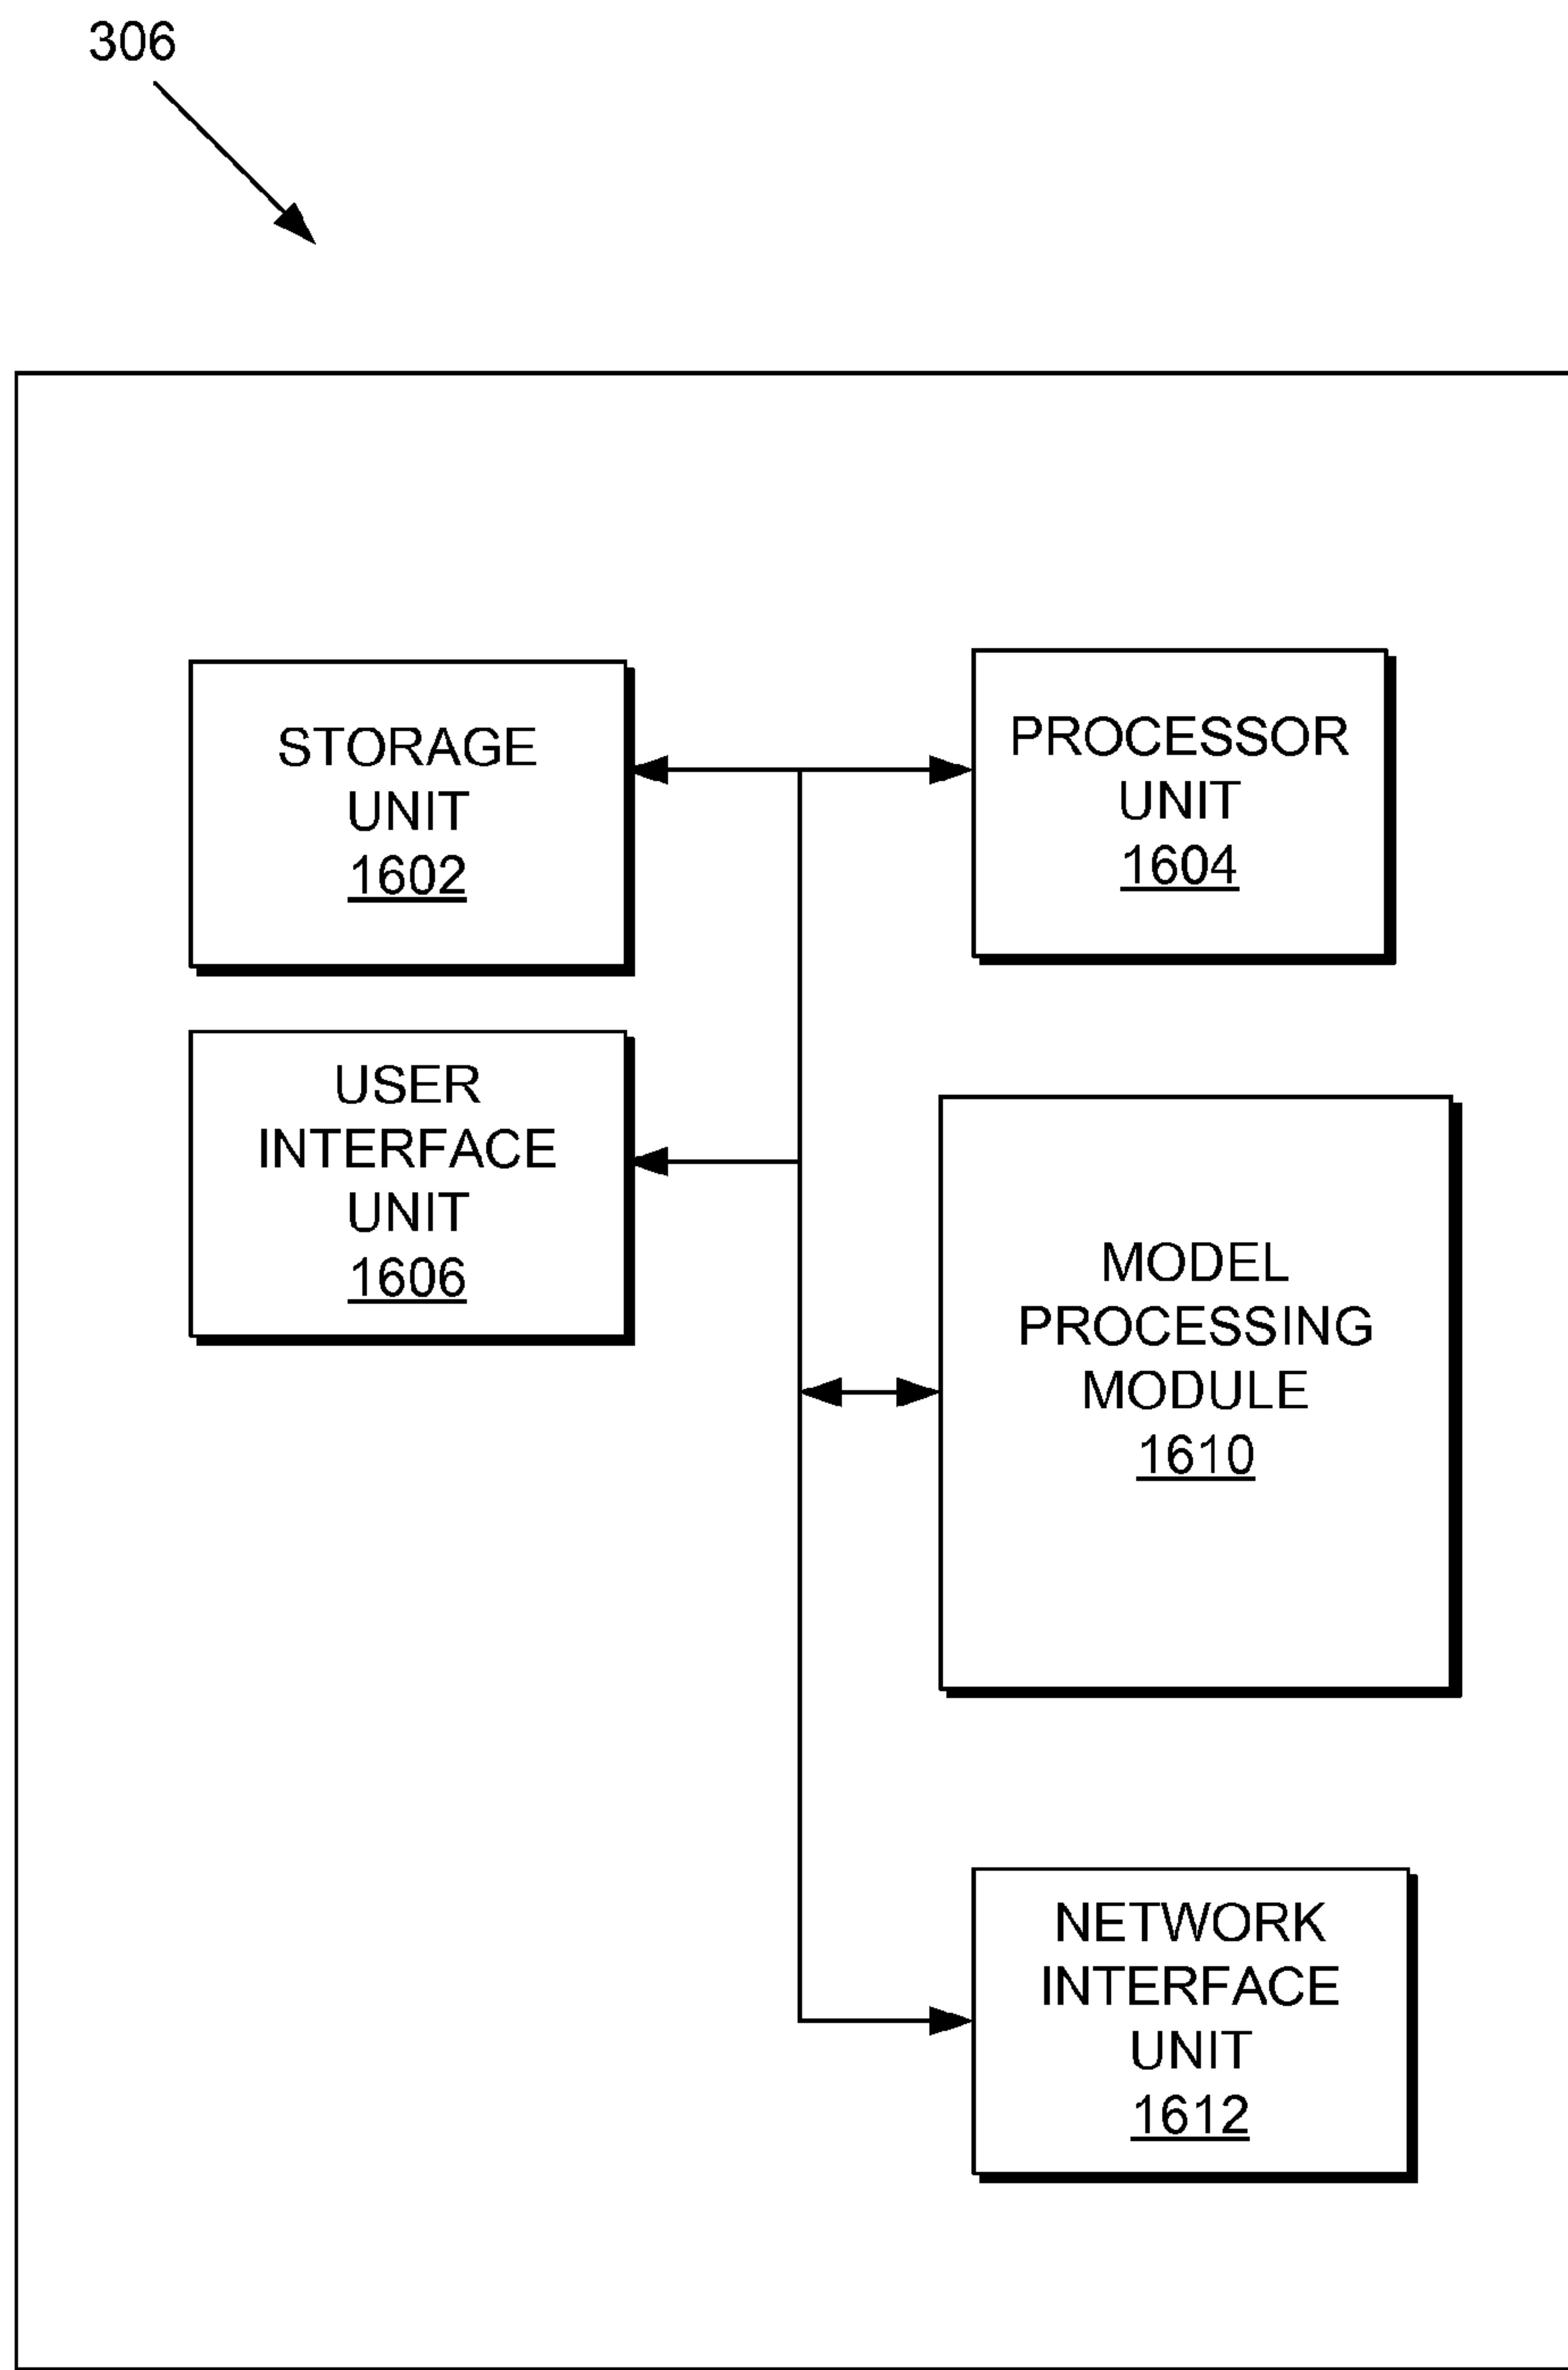 306
STORAGE
UNIT
1602
PROCESSOR
UNIT
1604
USER
INTERFACE
UNIT
1606
MODEL
PROCESSING
MODULE
1610
NETWORK
INTERFACE
UNIT
1612